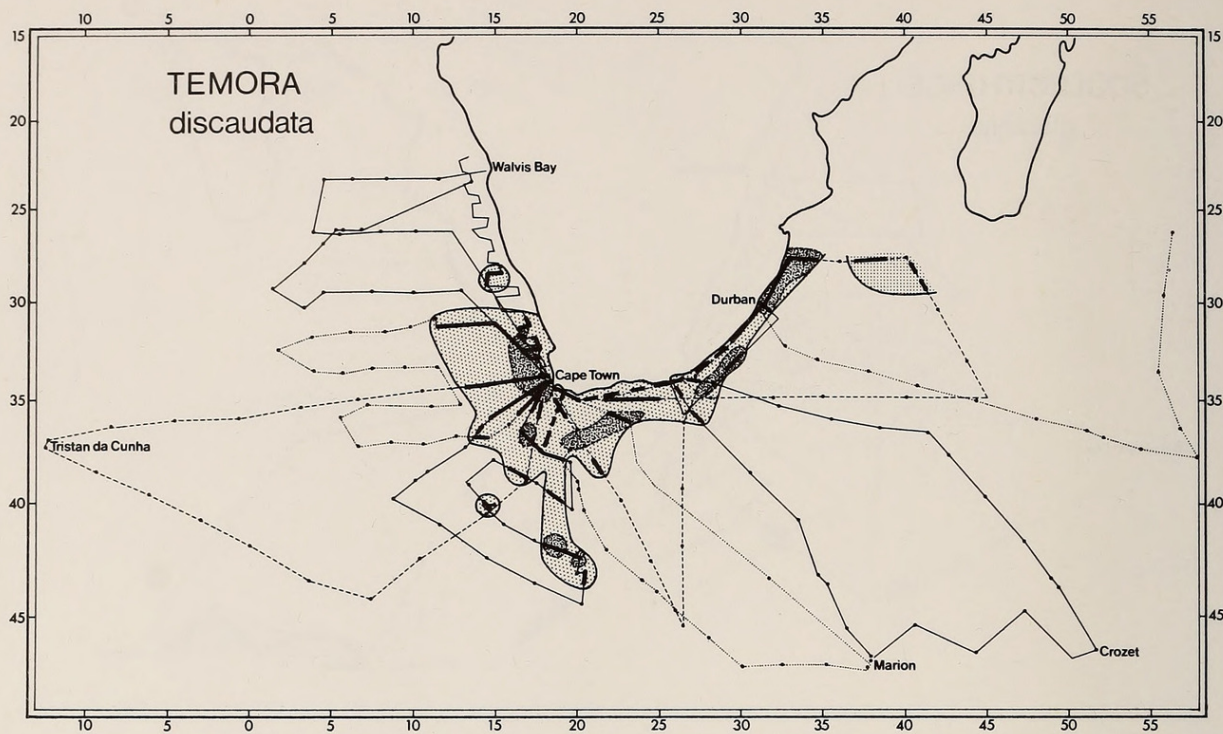 10 5 0 5 10 15 20 25 30 35 40 45 50 55
15 15
TEMORA
discaudata
20 20
Walvis Bay
25 25
30 30
Durban
Cape Town
35 35
Tristan da Cunha
40 40
45 45
Crozet
Marion
10 5 0 5 10 15 20 25 30 35 40 45 50 55